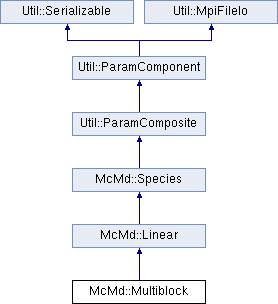 Util::Serializable
Util::MpiFileIo
Util::ParamComponent
Util::ParamComposite
McMd::Species
McMd::Linear
McMd::Multiblock